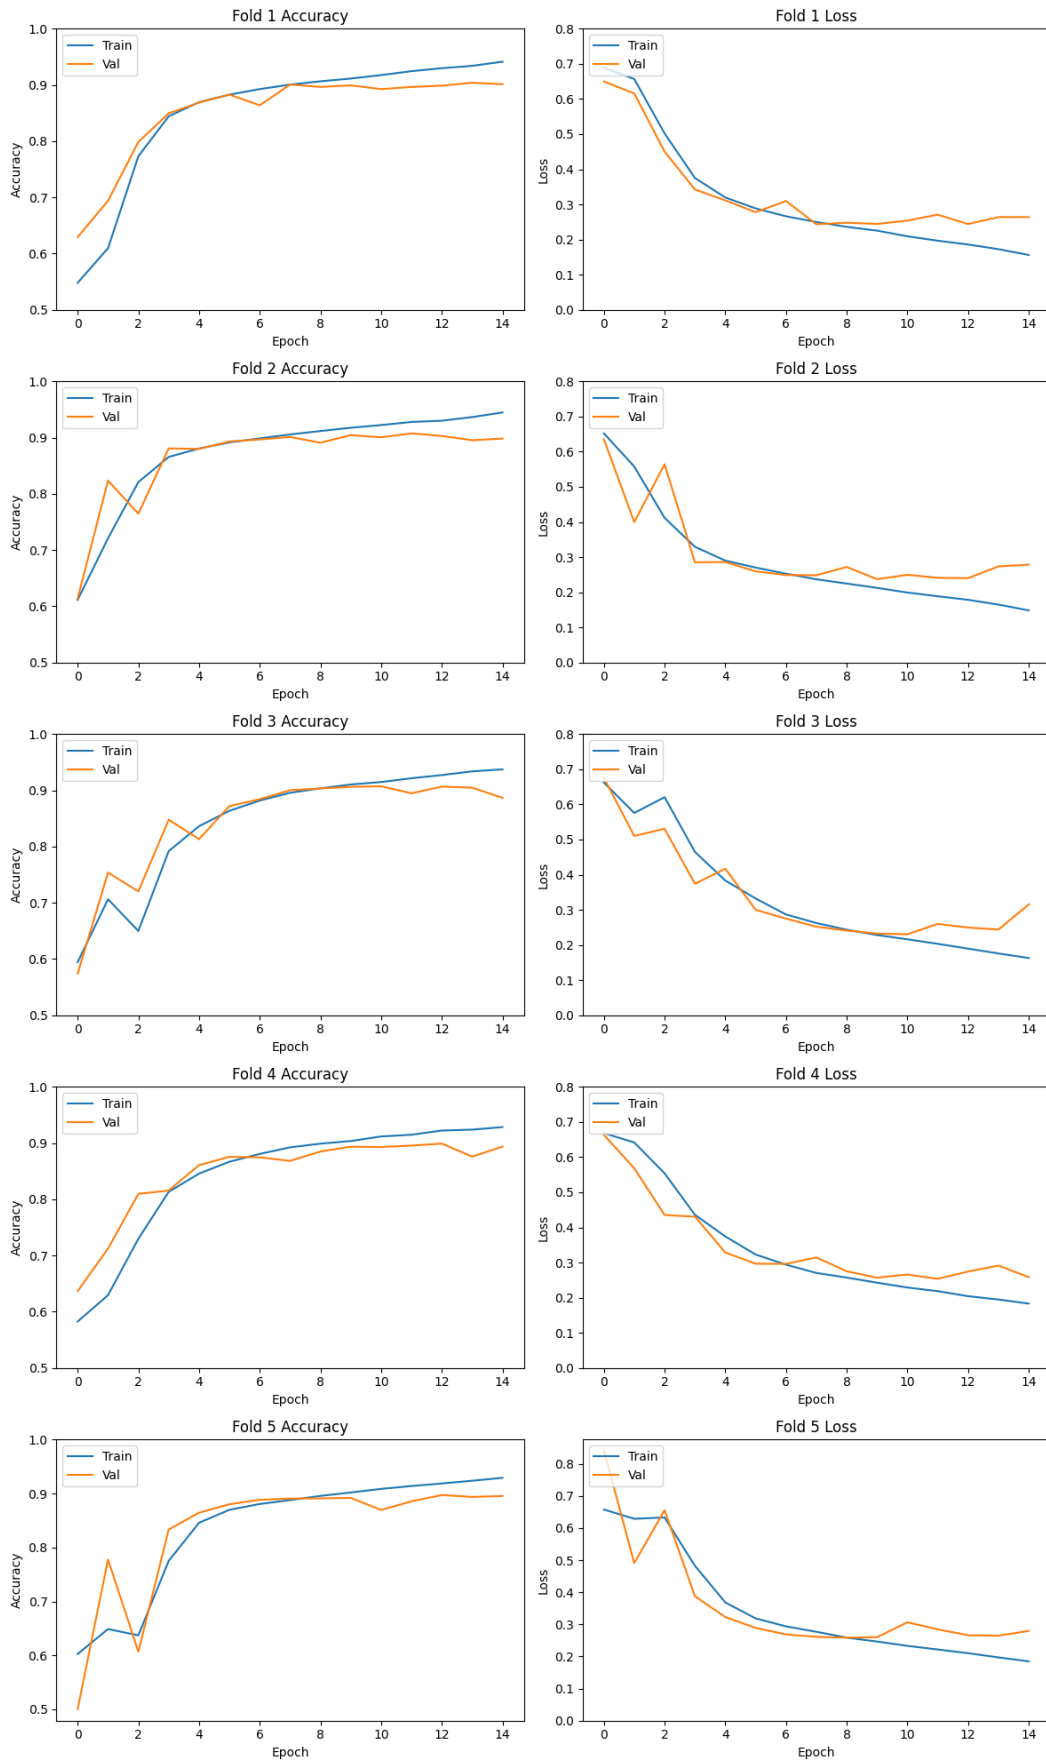 Fold 1 Accuracy
1.0
0.9
0.8
0.7
0.6
0.5
Accuracy
Train
Val
0 2 4 6 8 10 12 14
Epoch
Fold 1 Loss
0.8
0.7
0.6
0.5
0.4
0.3
0.2
0.1
0.0
Loss
Train
Val
0 2 4 6 8 10 12 14
Epoch
Fold 2 Accuracy
1.0
0.9
0.8
0.7
0.6
0.5
Accuracy
Train
Val
0 2 4 6 8 10 12 14
Epoch
Fold 2 Loss
0.8
0.7
0.6
0.5
0.4
0.3
0.2
0.1
0.0
Loss
Train
Val
0 2 4 6 8 10 12 14
Epoch
Fold 3 Accuracy
1.0
0.9
0.8
0.7
0.6
0.5
Accuracy
Train
Val
0 2 4 6 8 10 12 14
Epoch
Fold 3 Loss
0.8
0.7
0.6
0.5
0.4
0.3
0.2
0.1
0.0
Loss
Train
Val
0 2 4 6 8 10 12 14
Epoch
Fold 4 Accuracy
1.0
0.9
0.8
0.7
0.6
0.5
Accuracy
Train
Val
0 2 4 6 8 10 12 14
Epoch
Fold 4 Loss
0.8
0.7
0.6
0.5
0.4
0.3
0.2
0.1
0.0
Loss
Train
Val
0 2 4 6 8 10 12 14
Epoch
Fold 5 Accuracy
1.0
0.9
0.8
0.7
0.6
0.5
Accuracy
Train
Val
0 2 4 6 8 10 12 14
Epoch
Fold 5 Loss
0.8
0.7
0.6
0.5
0.4
0.3
0.2
0.1
0.0
Loss
Train
Val
0 2 4 6 8 10 12 14
Epoch